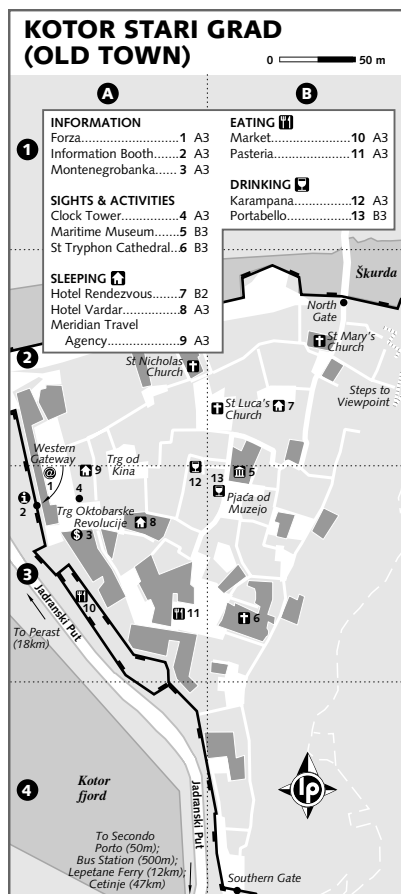 KOTOR STARI GRAD
(OLD TOWN)
0 50 m
A B
1
INFORMATION
Forza......................1 A3
Information Booth....2 A3
Montenegrobanka.....3 A3
SIGHTS & ACTIVITIES
Clock Tower.............4 A3
Maritime Museum.....5 B3
St Tryphon Cathedral..6 B3
SLEEPING
Hotel Rendezvous......7 B2
Hotel Vardar.............8 A3
Meridian Travel
Agency.................9 A3
EATING
Market....................10 A3
Pasteria...................11 A3
DRINKING
Karampana...............12 A3
Portabello................13 B3
Škurda
North
Gate
St Mary's
Church
2
St Nicholas
Church
Steps to
Viewpoint
St Luca's
Church
7
Western
Gateway
@
1
9
Trg od
Kina
4
12
13
5
Pjaća od
Muzejo
i
2
Trg Oktobarske
Revolucije
8
$ 3
3
10
11
6
Jadranski Put
To Perast
(18km)
4
Kotor
fjord
Jadranski Put
lp
To Secondo
Porto (50m);
Bus Station (500m);
Lepetane Ferry (12km);
Cetinje (47km)
Southern Gate